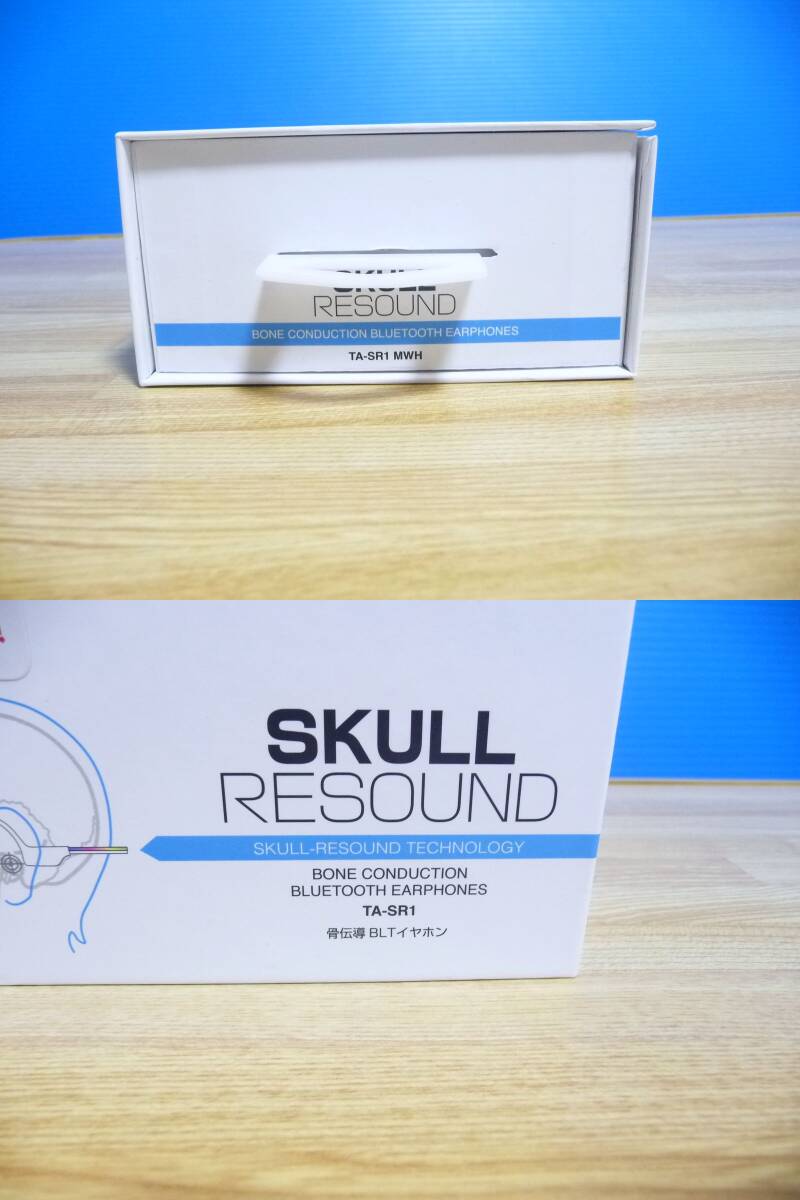 SKULL
RESOUND
BONE CONDUCTION BLUETOOTH EARPHONES
TA-SR1 MWH
SKULL
RESOUND
SKULL-RESOUND TECHNOLOGY
BONE CONDUCTION
BLUETOOTH EARPHONES
TA-SR1
骨伝導 BLTイヤホン